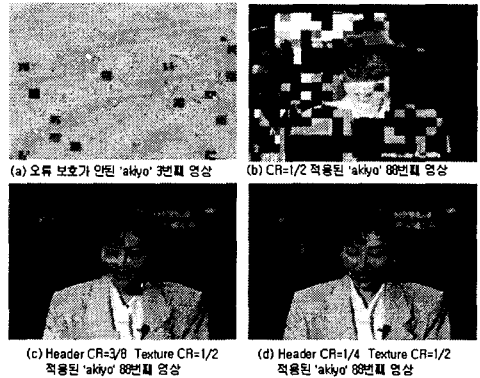 (a) 오류 보호가 안된 'akiyo' 3번째 영상
(b) CR=1/2 적용된 'akiyo' 88번째 영상
(c) Header CR=3/8 Texture CR=1/2
적용된 'akiyo' 88번째 영상
(d) Header CR=1/4 Texture CR=1/2
적용된 'akiyo' 88번째 영상